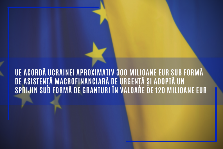 UE ACORDĂ UCRAINEI APROXIMATIV 300 MILIOANE EUR SUB FORMĂ
DE ASISTENȚĂ MACROFINANCIARĂ DE URGENȚĂ ȘI ADOPTĂ UN
SPRIJIN SUB FORMĂ DE GRANTURI ÎN VALOARE DE 120 MILIOANE EUR